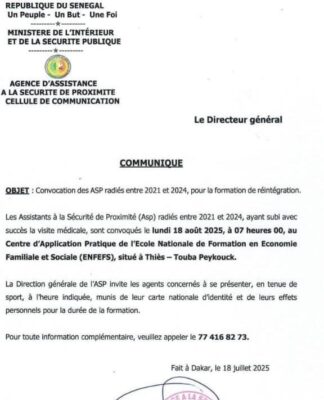 REPUBLIQUE DU SENEGAL
Un Peuple - Un But - Une Foi
MINISTERE DE L'INTÉRIEUR
ET DE LA SECURITE PUBLIQUE
AGENCE D'ASSISTANCE
A LA SECURITE DE PROXIMITE
CELLULE DE COMMUNICATION
Le Directeur général
COMMUNIQUE
OBJET : Convocation des ASP radiés entre 2021 et 2024, pour la formation de réintégration.
Les Assistants à la Sécurité de Proximité (Asp) radiés entre 2021 et 2024, ayant subi avec
succès la visite médicale, sont convoqués le lundi 18 août 2025, à 07 heures 00, au
Centre d'Application Pratique de l'Ecole Nationale de Formation en Economie
Familiale et Sociale (ENFEFS), situé à Thiès – Touba Peykouck.
La Direction générale de l'ASP invite les agents concernés à se présenter, en tenue de
sport, à l'heure indiquée, munis de leur carte nationale d'identité et de leurs effets
personnels pour la durée de la formation.
Pour toute information complémentaire, veuillez appeler le 77 416 82 73.
Fait à Dakar, le 18 juillet 2025